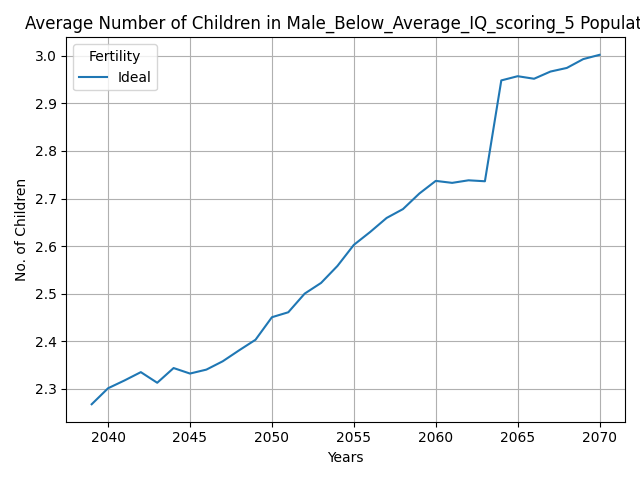 Average Number of Children in Male_Below_Average_IQ_scoring_5 Populat
Fertility
Ideal
3.0
2.9
2.8
2.7
2.6
2.5
2.4
2.3
No. of Children
2040 2045 2050 2055 2060 2065 2070
Years